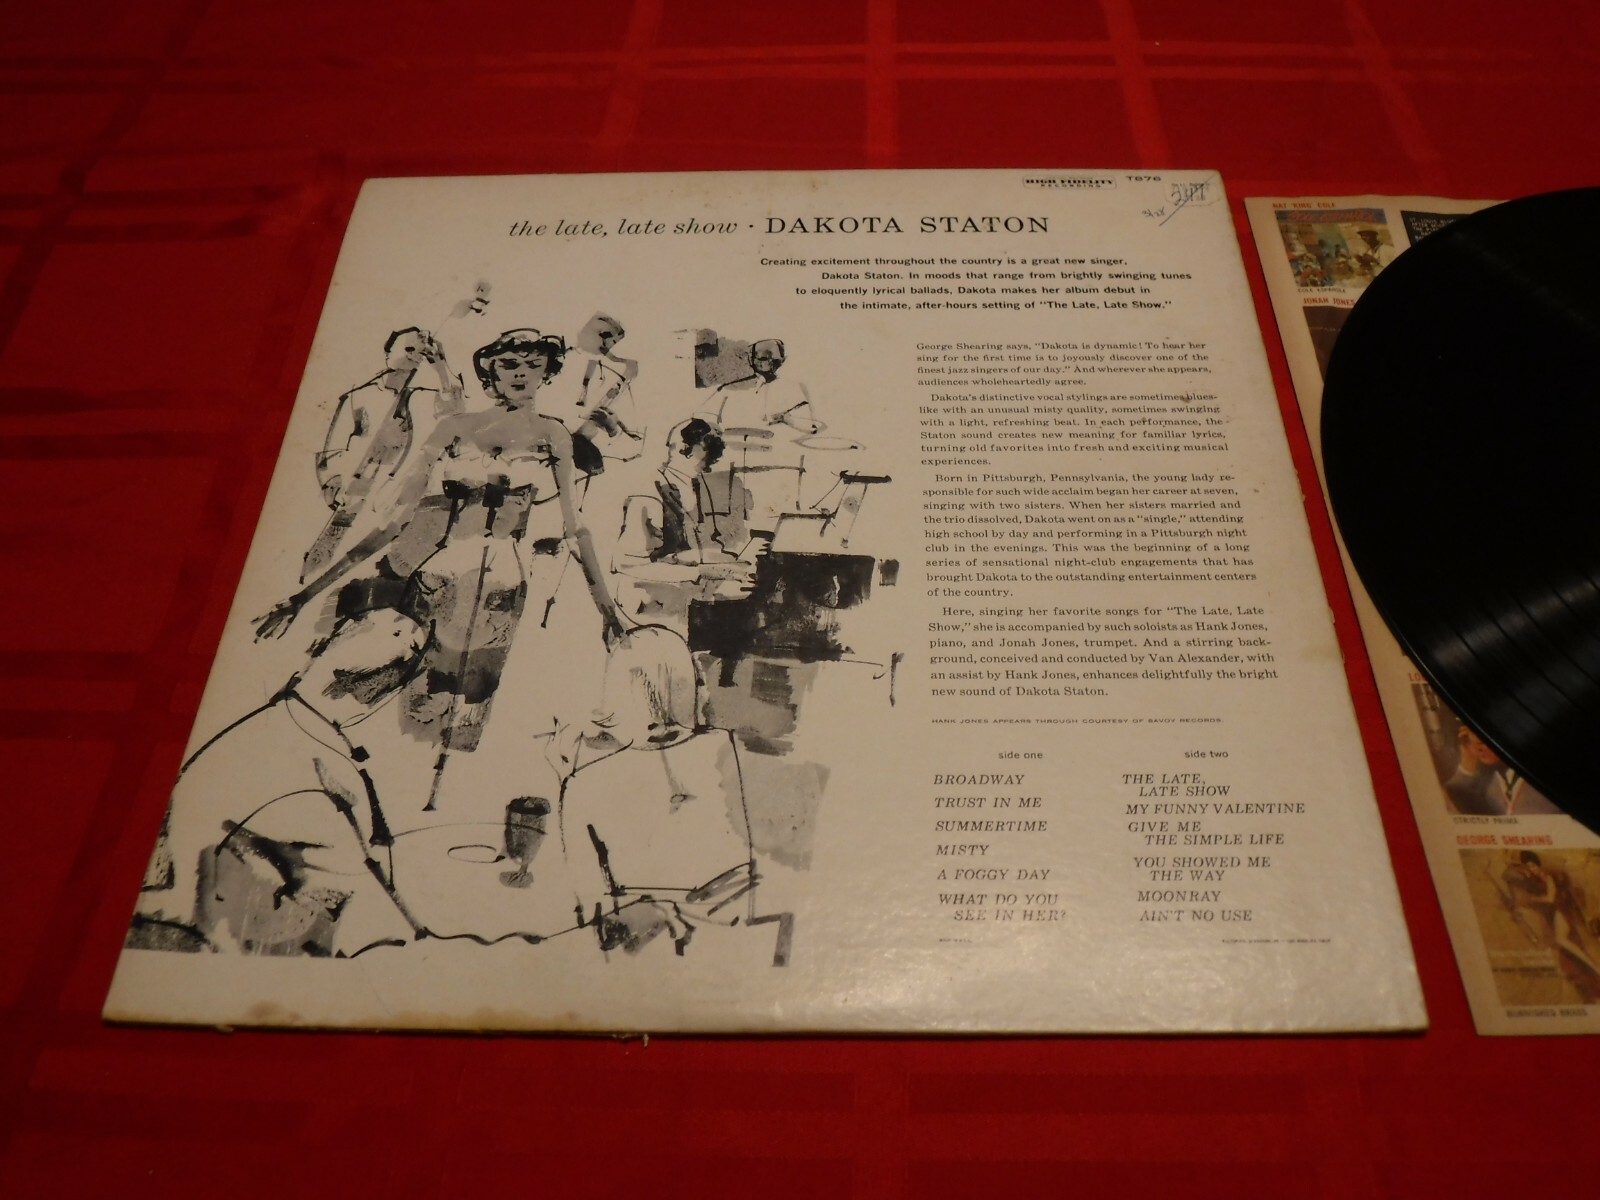 HIGH FIDELITY
RECORDING
T876
2.97
the late, late show · DAKOTA STATON
Creating excitement throughout the country is a great new singer,
Dakota Staton. In moods that range from brightly swinging tunes
to eloquently lyrical ballads, Dakota makes her album debut in
the intimate, after-hours setting of "The Late, Late Show."
George Shearing says, "Dakota is dynamic! To hear her
sing for the first time is to joyously discover one of the
finest jazz singers of our day." And wherever she appears,
audiences wholeheartedly agree.
Dakota's distinctive vocal stylings are sometimes blues-
like with an unusual misty quality, sometimes swinging
with a light, refreshing beat. In each performance, the
Staton sound creates new meaning for familiar lyrics,
turning old favorites into fresh and exciting musical
experiences.
Born in Pittsburgh, Pennsylvania, the young lady re-
sponsible for such wide acclaim began her career at seven,
singing with two sisters. When her sisters married and
the trio dissolved, Dakota went on as a "single," attending
high school by day and performing in a Pittsburgh night
club in the evenings. This was the beginning of a long
series of sensational night-club engagements that has
brought Dakota to the outstanding entertainment centers
of the country.
Here, singing her favorite songs for "The Late, Late
Show," she is accompanied by such soloists as Hank Jones,
piano, and Jonah Jones, trumpet. And a stirring back-
ground, conceived and conducted by Van Alexander, with
an assist by Hank Jones, enhances delightfully the bright
new sound of Dakota Staton.
HANK JONES APPEARS THROUGH COURTESY OF SAVOY RECORDS.
side one
BROADWAY
TRUST IN ME
SUMMERTIME
MISTY
A FOGGY DAY
WHAT DO YOU
SEE IN HER?
side two
THE LATE,
LATE SHOW
MY FUNNY VALENTINE
GIVE ME
THE SIMPLE LIFE
YOU SHOWED ME
THE WAY
MOONRAY
AIN'T NO USE
NAT 'KING' COLE
COLE ESPAÑOL
JONAH JONES
STRICTLY PRIMA
GEORGE SHEARING
BURNISHED BRASS